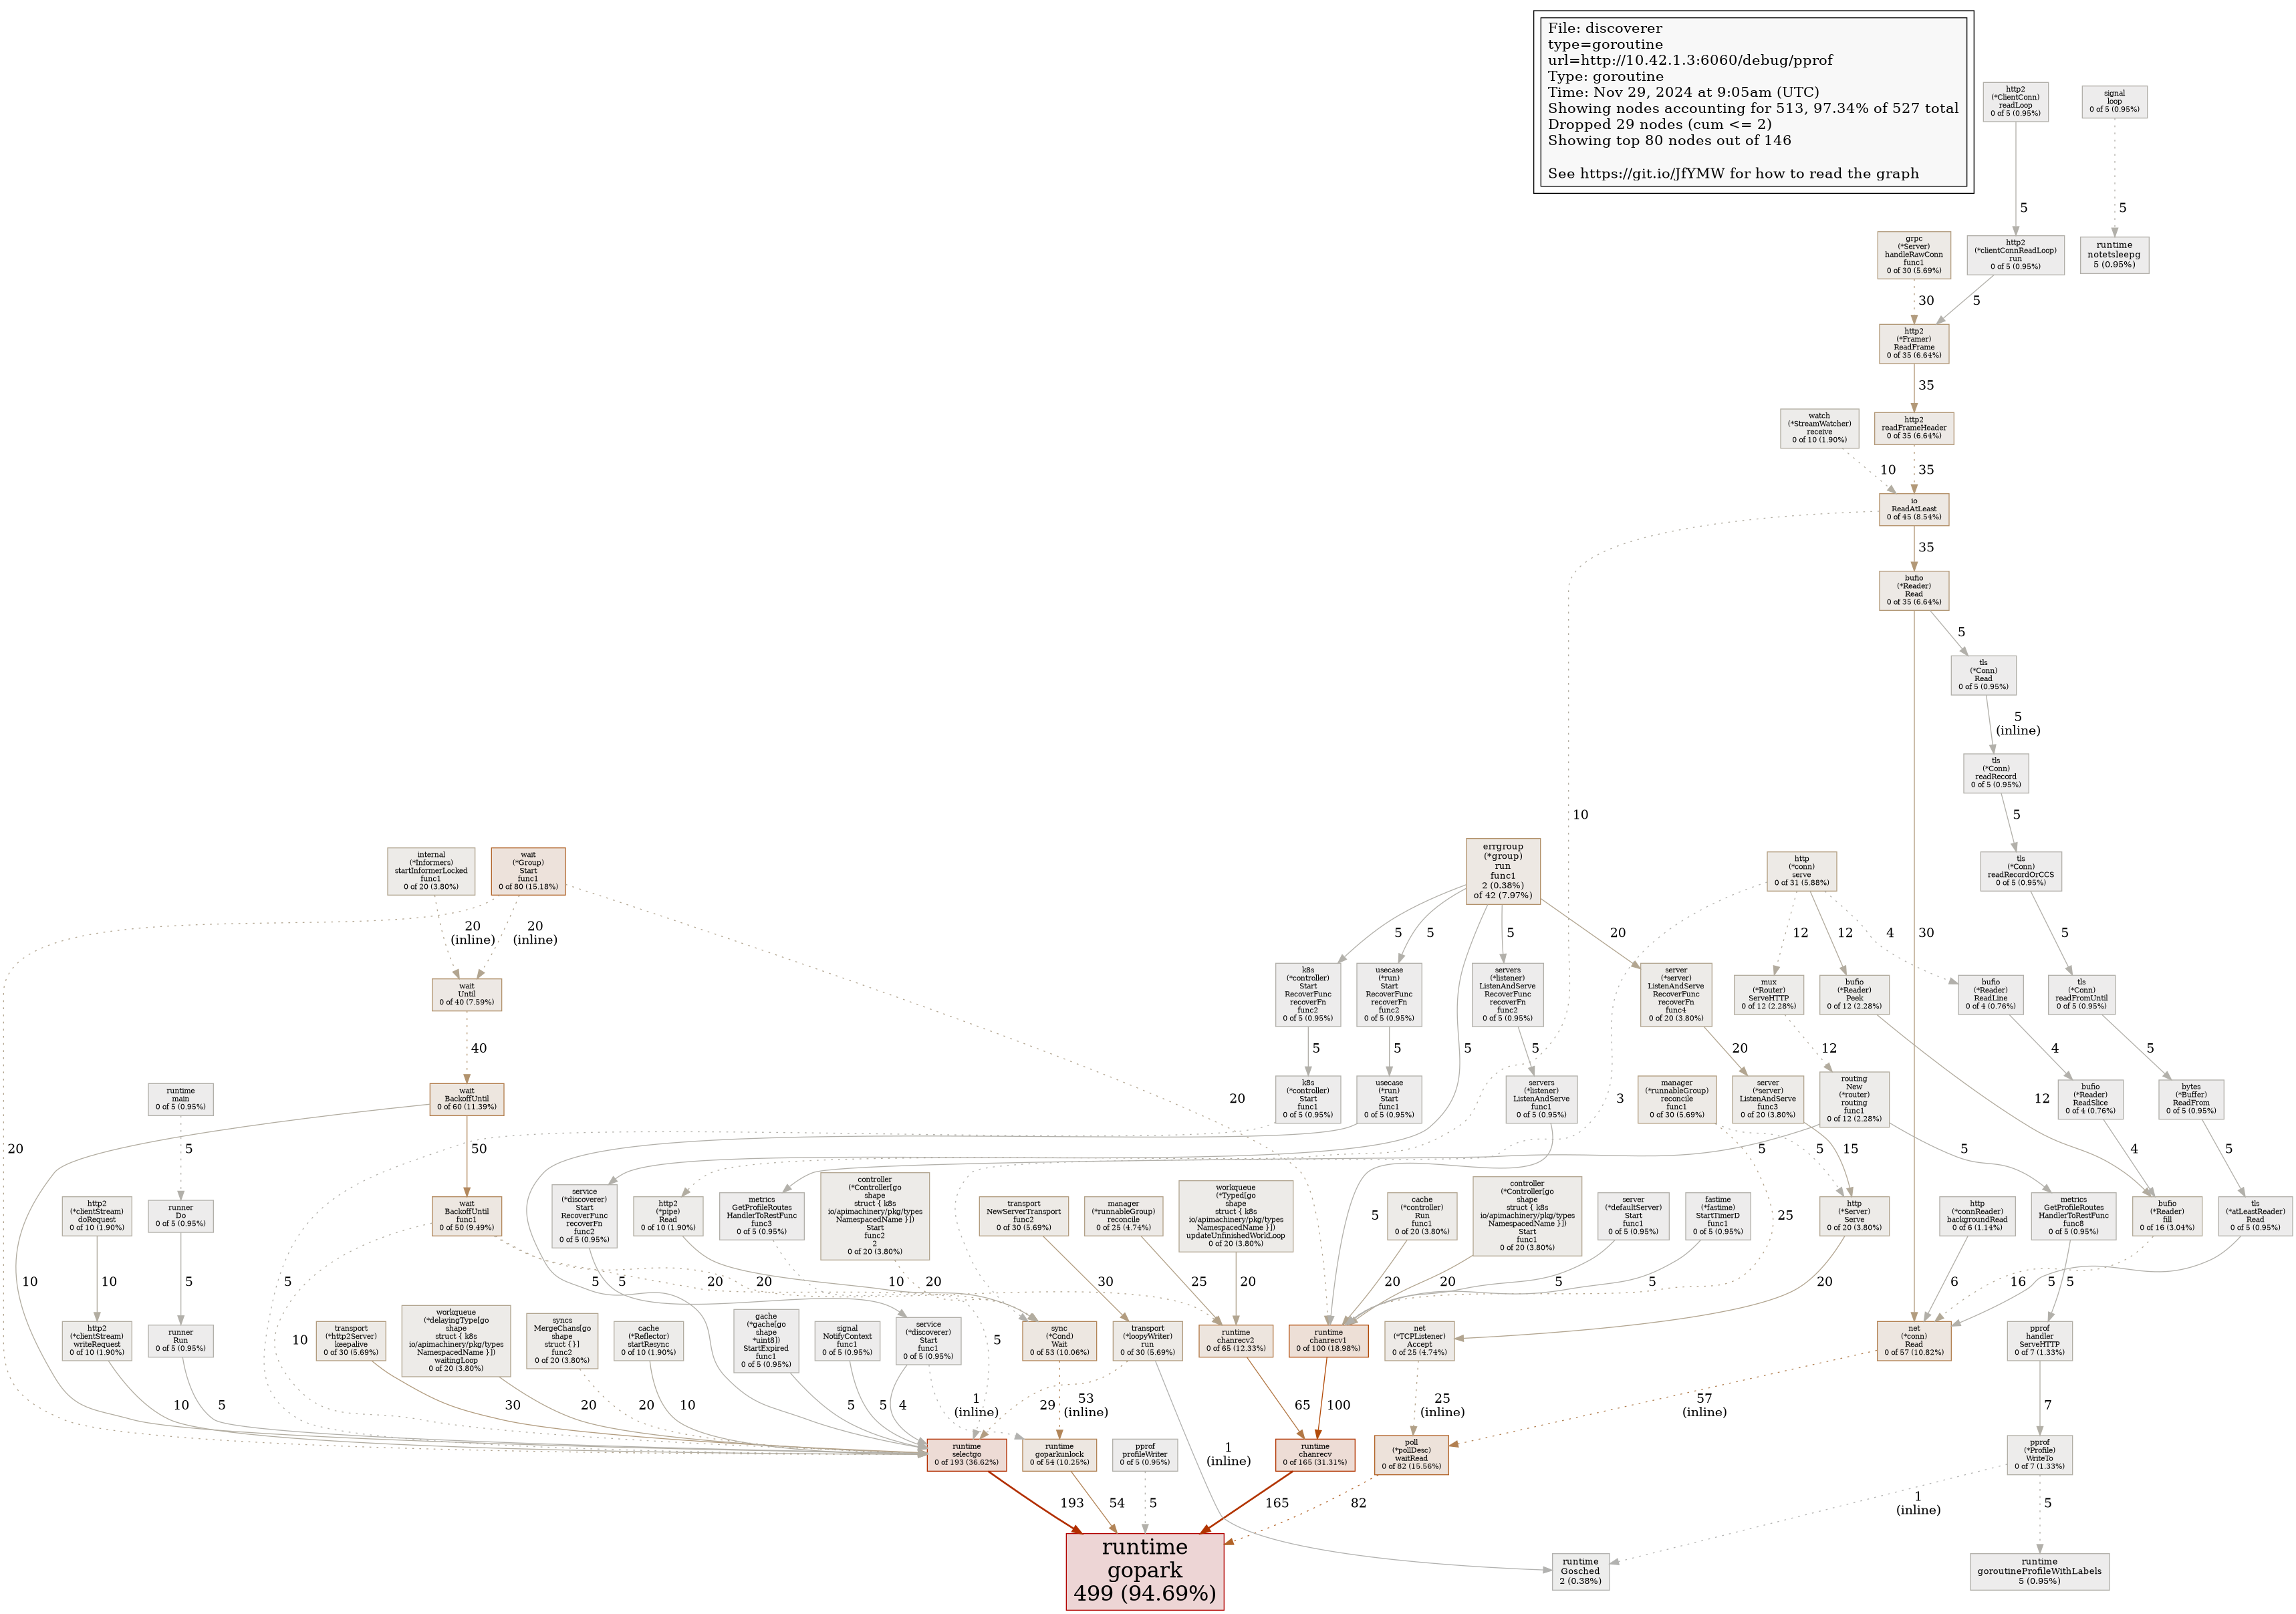 File: discoverer
type=goroutine
url=http://10.42.1.3:6060/debug/pprof
Type: goroutine
Time: Nov 29, 2024 at 9:05am (UTC)
Showing nodes accounting for 513, 97.34% of 527 total
Dropped 29 nodes (cum <= 2)
Showing top 80 nodes out of 146
See https://git.io/JfYMW for how to read the graph
http2
(*ClientConn)
readLoop
0 of 5 (0.95%)
signal
loop
0 of 5 (0.95%)
5
5
grpc
(*Server)
handleRawConn
func1
0 of 30 (5.69%)
http2
(*clientConnReadLoop)
run
0 of 5 (0.95%)
runtime
notetsleepg
5 (0.95%)
30
5
http2
(*Framer)
ReadFrame
0 of 35 (6.64%)
35
watch
(*StreamWatcher)
receive
0 of 10 (1.90%)
http2
readFrameHeader
0 of 35 (6.64%)
10
35
io
ReadAtLeast
0 of 45 (8.54%)
35
bufio
(*Reader)
Read
0 of 35 (6.64%)
5
tls
(*Conn)
Read
0 of 5 (0.95%)
5
(inline)
tls
(*Conn)
readRecord
0 of 5 (0.95%)
10
5
internal
(*Informers)
startInformerLocked
func1
0 of 20 (3.80%)
wait
(*Group)
Start
func1
0 of 80 (15.18%)
errgroup
(*group)
run
func1
2 (0.38%)
of 42 (7.97%)
http
(*conn)
serve
0 of 31 (5.88%)
tls
(*Conn)
readRecordOrCCS
0 of 5 (0.95%)
20
(inline)
20
(inline)
5
5
5
20
12
12
4
30
5
wait
Until
0 of 40 (7.59%)
k8s
(*controller)
Start
RecoverFunc
recoverFn
func2
0 of 5 (0.95%)
usecase
(*run)
Start
RecoverFunc
recoverFn
func2
0 of 5 (0.95%)
servers
(*listener)
ListenAndServe
RecoverFunc
recoverFn
func2
0 of 5 (0.95%)
server
(*server)
ListenAndServe
RecoverFunc
recoverFn
func4
0 of 20 (3.80%)
mux
(*Router)
ServeHTTP
0 of 12 (2.28%)
bufio
(*Reader)
Peek
0 of 12 (2.28%)
bufio
(*Reader)
ReadLine
0 of 4 (0.76%)
tls
(*Conn)
readFromUntil
0 of 5 (0.95%)
40
5
5
5
5
20
12
4
5
runtime
main
0 of 5 (0.95%)
wait
BackoffUntil
0 of 60 (11.39%)
k8s
(*controller)
Start
func1
0 of 5 (0.95%)
usecase
(*run)
Start
func1
0 of 5 (0.95%)
servers
(*listener)
ListenAndServe
func1
0 of 5 (0.95%)
manager
(*runnableGroup)
reconcile
func1
0 of 30 (5.69%)
server
(*server)
ListenAndServe
func3
0 of 20 (3.80%)
routing
New
(*router)
routing
func1
0 of 12 (2.28%)
bufio
(*Reader)
ReadSlice
0 of 4 (0.76%)
bytes
(*Buffer)
ReadFrom
0 of 5 (0.95%)
20
3
12
20
5
50
5
5
15
5
4
5
http2
(*clientStream)
doRequest
0 of 10 (1.90%)
runner
Do
0 of 5 (0.95%)
wait
BackoffUntil
func1
0 of 50 (9.49%)
service
(*discoverer)
Start
RecoverFunc
recoverFn
func2
0 of 5 (0.95%)
http2
(*pipe)
Read
0 of 10 (1.90%)
metrics
GetProfileRoutes
HandlerToRestFunc
func3
0 of 5 (0.95%)
controller
(*Controller[go
shape
struct { k8s
io/apimachinery/pkg/types
NamespacedName }])
Start
func2
2
0 of 20 (3.80%)
transport
NewServerTransport
func2
0 of 30 (5.69%)
manager
(*runnableGroup)
reconcile
0 of 25 (4.74%)
workqueue
(*Typed[go
shape
struct { k8s
io/apimachinery/pkg/types
NamespacedName }])
updateUnfinishedWorkLoop
0 of 20 (3.80%)
cache
(*controller)
Run
func1
0 of 20 (3.80%)
controller
(*Controller[go
shape
struct { k8s
io/apimachinery/pkg/types
NamespacedName }])
Start
func1
0 of 20 (3.80%)
server
(*defaultServer)
Start
func1
0 of 5 (0.95%)
fastime
(*fastime)
StartTimerD
func1
0 of 5 (0.95%)
http
(*Server)
Serve
0 of 20 (3.80%)
http
(*connReader)
backgroundRead
0 of 6 (1.14%)
metrics
GetProfileRoutes
HandlerToRestFunc
func8
0 of 5 (0.95%)
bufio
(*Reader)
fill
0 of 16 (3.04%)
tls
(*atLeastReader)
Read
0 of 5 (0.95%)
5
25
10
10
5
5
5
20
20
10
20
30
25
20
20
20
5
5
20
6
5
16
5
http2
(*clientStream)
writeRequest
0 of 10 (1.90%)
runner
Run
0 of 5 (0.95%)
transport
(*http2Server)
keepalive
0 of 30 (5.69%)
workqueue
(*delayingType[go
shape
struct { k8s
io/apimachinery/pkg/types
NamespacedName }])
waitingLoop
0 of 20 (3.80%)
syncs
MergeChans[go
shape
struct {}]
func2
0 of 20 (3.80%)
cache
(*Reflector)
startResync
0 of 10 (1.90%)
gache
(*gache[go
shape
*uint8])
StartExpired
func1
0 of 5 (0.95%)
signal
NotifyContext
func1
0 of 5 (0.95%)
service
(*discoverer)
Start
func1
0 of 5 (0.95%)
sync
(*Cond)
Wait
0 of 53 (10.06%)
transport
(*loopyWriter)
run
0 of 30 (5.69%)
runtime
chanrecv2
0 of 65 (12.33%)
runtime
chanrecv1
0 of 100 (18.98%)
net
(*TCPListener)
Accept
0 of 25 (4.74%)
net
(*conn)
Read
0 of 57 (10.82%)
pprof
handler
ServeHTTP
0 of 7 (1.33%)
10
5
10
5
30
20
20
10
5
5
4
1
(inline)
29
53
(inline)
65
100
25
(inline)
57
(inline)
7
1
(inline)
runtime
selectgo
0 of 193 (36.62%)
runtime
goparkunlock
0 of 54 (10.25%)
pprof
profileWriter
0 of 5 (0.95%)
runtime
chanrecv
0 of 165 (31.31%)
poll
(*pollDesc)
waitRead
0 of 82 (15.56%)
pprof
(*Profile)
WriteTo
0 of 7 (1.33%)
193
54
5
165
82
1
(inline)
5
runtime
gopark
499 (94.69%)
runtime
Gosched
2 (0.38%)
runtime
goroutineProfileWithLabels
5 (0.95%)